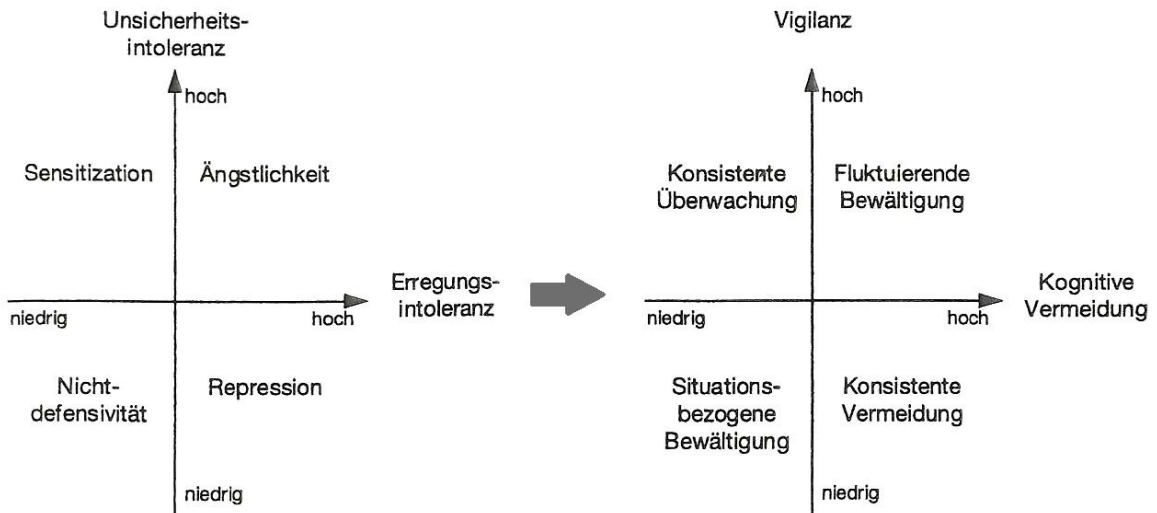 Unsicherheits-
intoleranz
hoch
Sensitization
Ängstlichkeit
Erregungs-
intoleranz
niedrig
hoch
Nicht-
defensivität
Repression
niedrig
Vigilanz
hoch
Konsistente
Überwachung
Fluktuierende
Bewältigung
Kognitive
Vermeidung
niedrig
hoch
Situations-
bezogene
Bewältigung
Konsistente
Vermeidung
niedrig